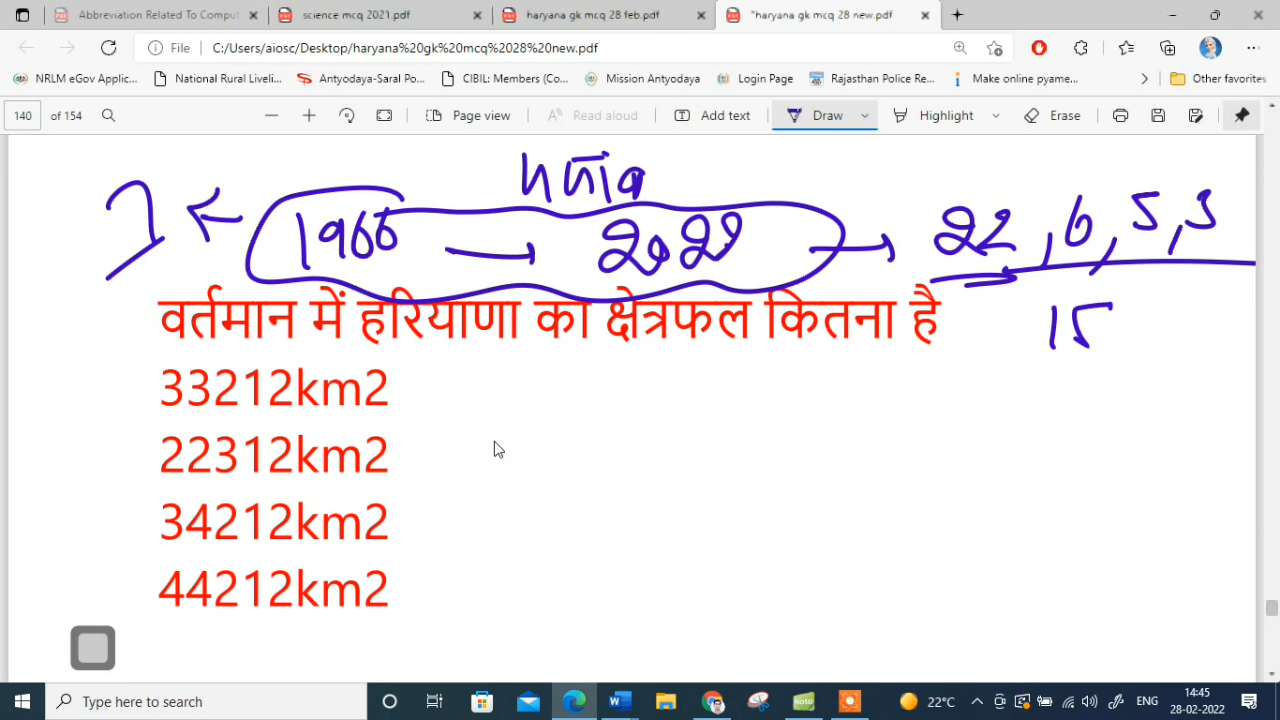 Abbreviation Related To Comput
science mcq 2021.pdf
haryana gk mcq 28 feb.pdf
*haryana gk mcq 28 new.pdf
File C:/Users/aiosc/Desktop/haryana%20gk%20mcq%2028%20new.pdf
NRLM eGov Applic... National Rural Liveli... Antyodaya-Saral Po... CIBIL: Members (Co... Mission Antyodaya Login Page Rajasthan Police Re... Make online pyame... Other favorites
140 of 154 Page view Read aloud Add text Draw Highlight Erase
1966 → 2022 → 22, 6, 5, 3
15
वर्तमान में हरियाणा का क्षेत्रफल कितना है
33212km2
22312km2
34212km2
44212km2
Type here to search
22°C ENG 14:45
28-02-2022